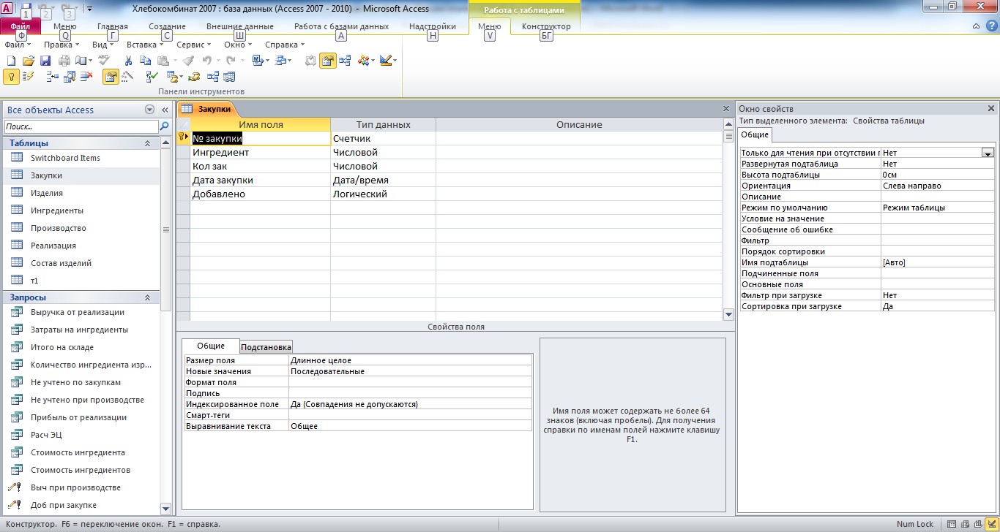 Хлебокомбинат 2007 : база данных (Access 2007 - 2010) - Microsoft Access
Работа с таблицами
1 2 3
Файл Меню Главная Создание Внешние данные Работа с базами данных Надстройки Меню Конструктор
Ф Q Г С Ш А Н V БГ
Файл Правка Вид Вставка Сервис Окно Справка
Панели инструментов
Все объекты Access
Поиск...
Таблицы
Switchboard Items
Закупки
Изделия
Ингредиенты
Производство
Реализация
Состав изделий
т1
Запросы
Выручка от реализации
Затраты на ингредиенты
Итого на складе
Количество ингредиента изр...
Не учтено по закупкам
Не учтено при производстве
Прибыль от реализации
Расч ЭЦ
Стоимость ингредиента
Стоимость ингредиентов
Выч при производстве
Доб при закупке
Закупки
Имя поля Тип данных Описание
№ закупки Счетчик
Ингредиент Числовой
Кол зак Числовой
Дата закупки Дата/время
Добавлено Логический
Свойства поля
Общие Подстановка
Размер поля Длинное целое
Новые значения Последовательные
Формат поля
Подпись
Индексированное поле Да (Совпадения не допускаются)
Смарт-теги
Выравнивание текста Общее
Имя поля может содержать не более 64
знаков (включая пробелы). Для получения
справки по именам полей нажмите клавишу
F1.
Окно свойств
Тип выделенного элемента: Свойства таблицы
Общие
Только для чтения при отсутствии п Нет
Развернутая подтаблица Нет
Высота подтаблицы 0см
Ориентация Слева направо
Описание
Режим по умолчанию Режим таблицы
Условие на значение
Сообщение об ошибке
Фильтр
Порядок сортировки
Имя подтаблицы [Авто]
Подчиненные поля
Основные поля
Фильтр при загрузке Нет
Сортировка при загрузке Да
Конструктор. F6 = переключение окон. F1 = справка.
Num Lock